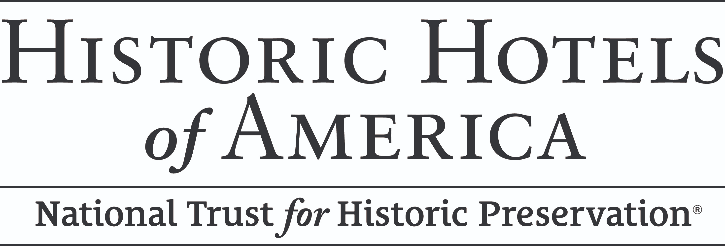 Historic Hotels
of America
National Trust for Historic Preservation®